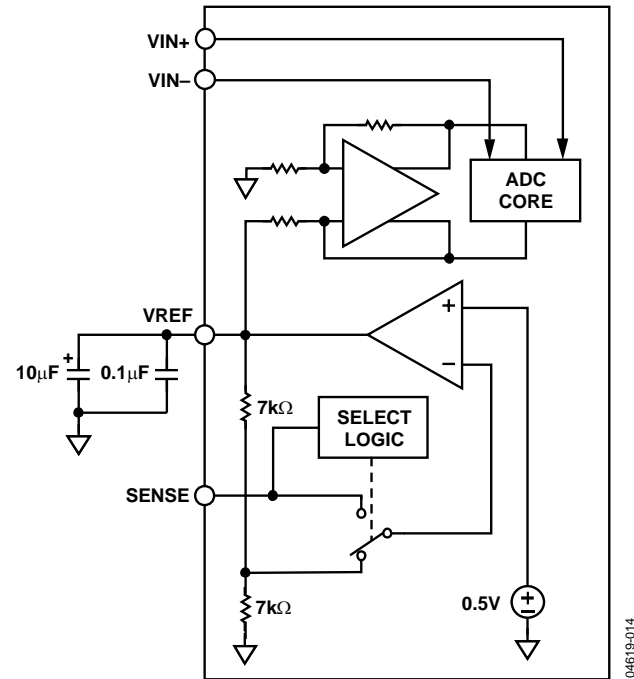 VIN+
VIN–
ADC
CORE
VREF
+
–
10μF
+
0.1μF
7kΩ
SELECT
LOGIC
SENSE
7kΩ
0.5V
+
–
04619-014